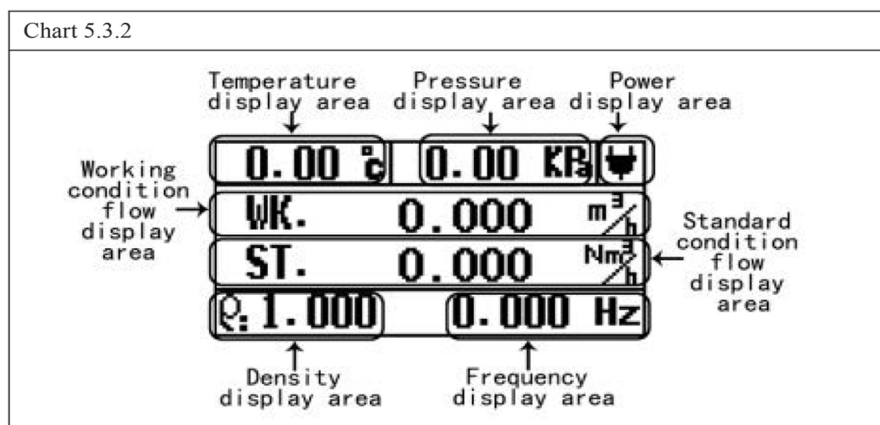 Chart 5.3.2
Temperature display area
Pressure display area
Power display area
0.00 ℃ 0.00 KPa
Working condition flow display area
WK. 0.000 m³/h
ST. 0.000 Nm³/h
Standard condition flow display area
ρ: 1.000 0.000 Hz
Density display area
Frequency display area